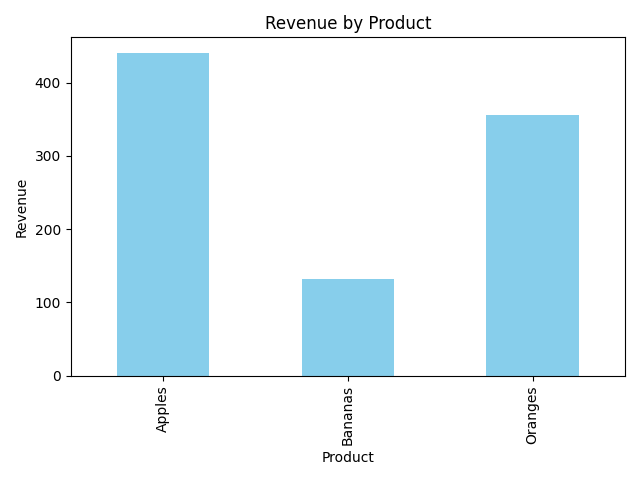 Revenue by Product
Revenue
400
300
200
100
0
Apples
Bananas
Oranges
Product